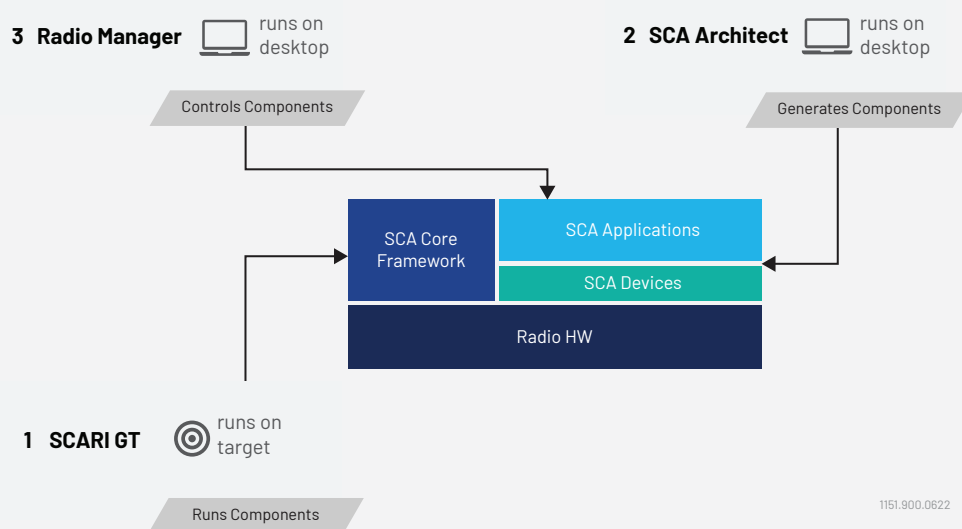 3 Radio Manager
runs on
desktop
2 SCA Architect
runs on
desktop
Controls Components
Generates Components
SCA Core
Framework
SCA Applications
SCA Devices
Radio HW
1 SCARI GT
runs on
target
Runs Components
1151.900.0622